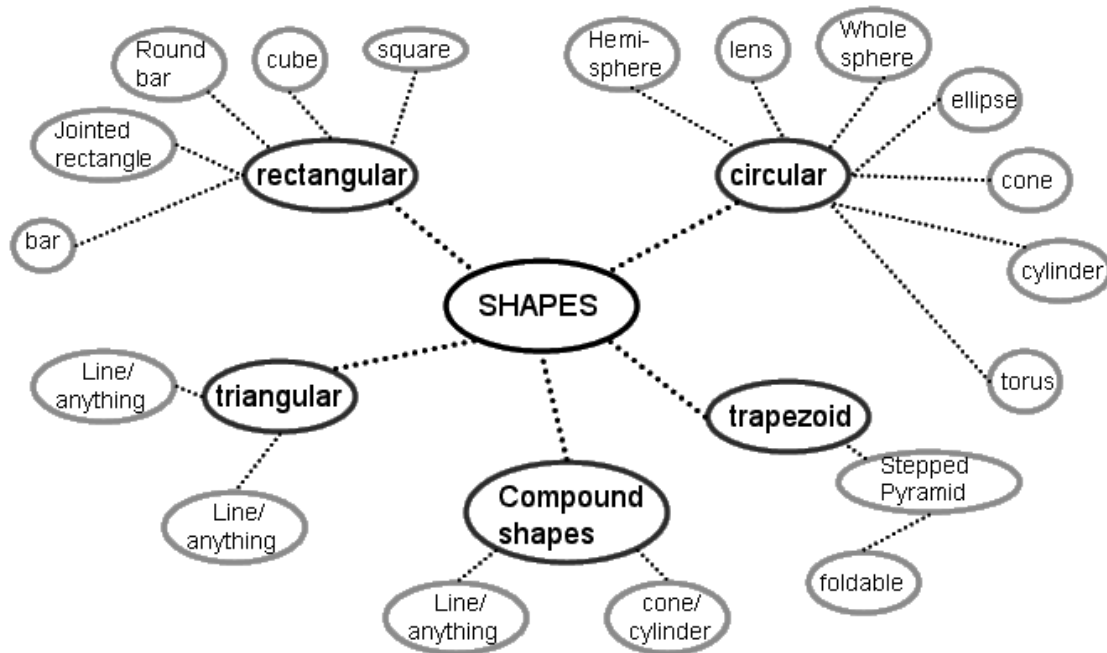 Round
bar
cube
square
Jointed
rectangle
rectangular
bar
Hemi-
sphere
lens
Whole
sphere
ellipse
circular
cone
cylinder
torus
SHAPES
Line/
anything
triangular
Line/
anything
trapezoid
Stepped
Pyramid
foldable
Compound
shapes
Line/
anything
cone/
cylinder